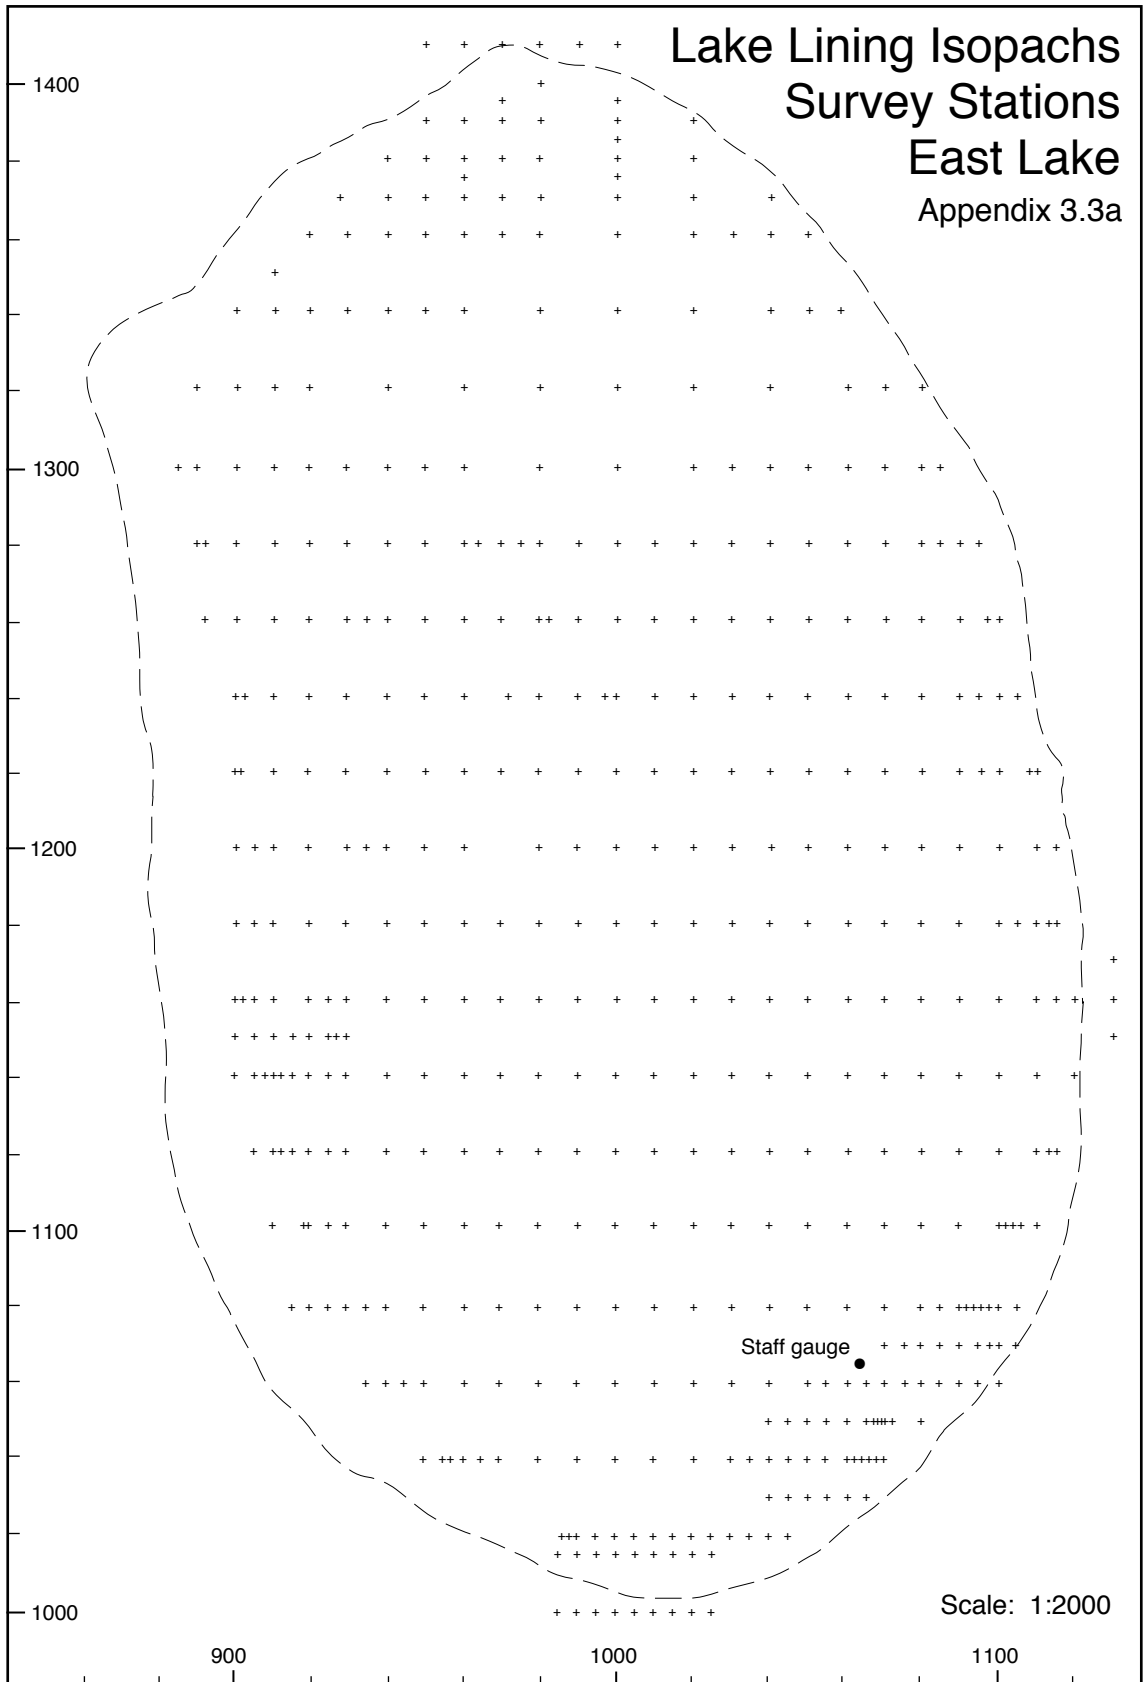 Lake Lining Isopachs
Survey Stations
East Lake
Appendix 3.3a
1400
1300
1200
1100
Staff gauge
1000
Scale: 1:2000
900
1000
1100